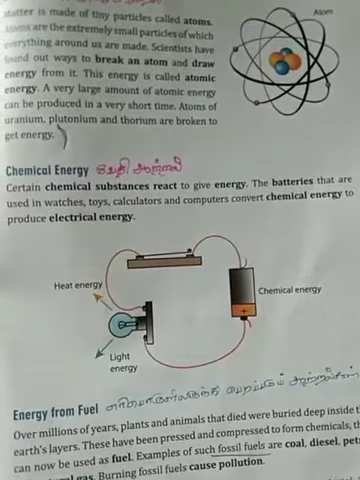 Matter is made of tiny particles called atoms.
Atoms are the extremely small particles of which
everything around us are made. Scientists have
found out ways to break an atom and draw
energy from it. This energy is called atomic
energy. A very large amount of atomic energy
can be produced in a very short time. Atoms of
uranium, plutonium and thorium are broken to
get energy.
Atom
Chemical Energy வேதி ஆற்றல்
Certain chemical substances react to give energy. The batteries that are
used in watches, toys, calculators and computers convert chemical energy to
produce electrical energy.
Heat energy
Chemical energy
Light
energy
Energy from Fuel
Over millions of years, plants and animals that died were buried deep inside
earth's layers. These have been pressed and compressed to form chemicals,
can now be used as fuel. Examples of such fossil fuels are coal, diesel,
gas. Burning fossil fuels cause pollution.